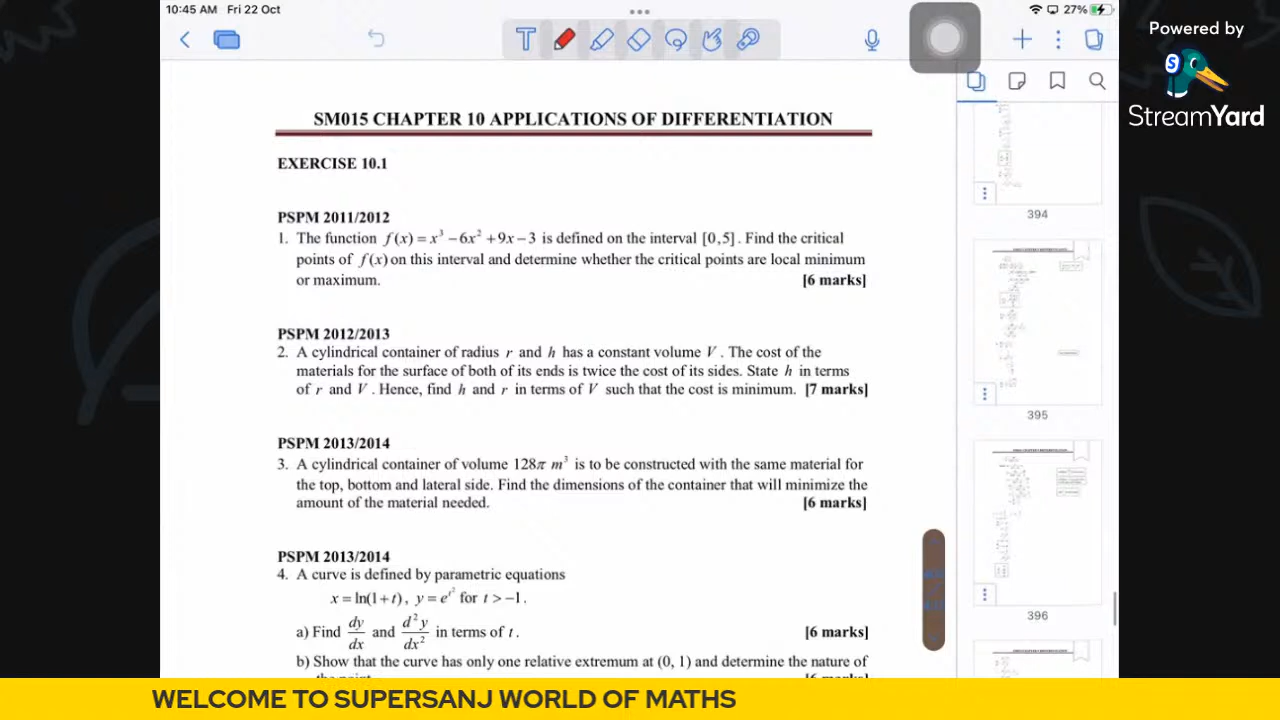 10:45 AM Fri 22 Oct
27%
Powered by
StreamYard
SM015 CHAPTER 10 APPLICATIONS OF DIFFERENTIATION
EXERCISE 10.1
PSPM 2011/2012
1. The function f(x) = x³ − 6x² + 9x − 3 is defined on the interval [0,5]. Find the critical
points of f(x) on this interval and determine whether the critical points are local minimum
or maximum. [6 marks]
PSPM 2012/2013
2. A cylindrical container of radius r and h has a constant volume V. The cost of the
materials for the surface of both of its ends is twice the cost of its sides. State h in terms
of r and V. Hence, find h and r in terms of V such that the cost is minimum. [7 marks]
PSPM 2013/2014
3. A cylindrical container of volume 128π m³ is to be constructed with the same material for
the top, bottom and lateral side. Find the dimensions of the container that will minimize the
amount of the material needed. [6 marks]
PSPM 2013/2014
4. A curve is defined by parametric equations
x = ln(1+t), y = e^(t²) for t > −1.
a) Find dy/dx and d²y/dx² in terms of t. [6 marks]
b) Show that the curve has only one relative extremum at (0, 1) and determine the nature of
394
395
396
WELCOME TO SUPERSANJ WORLD OF MATHS